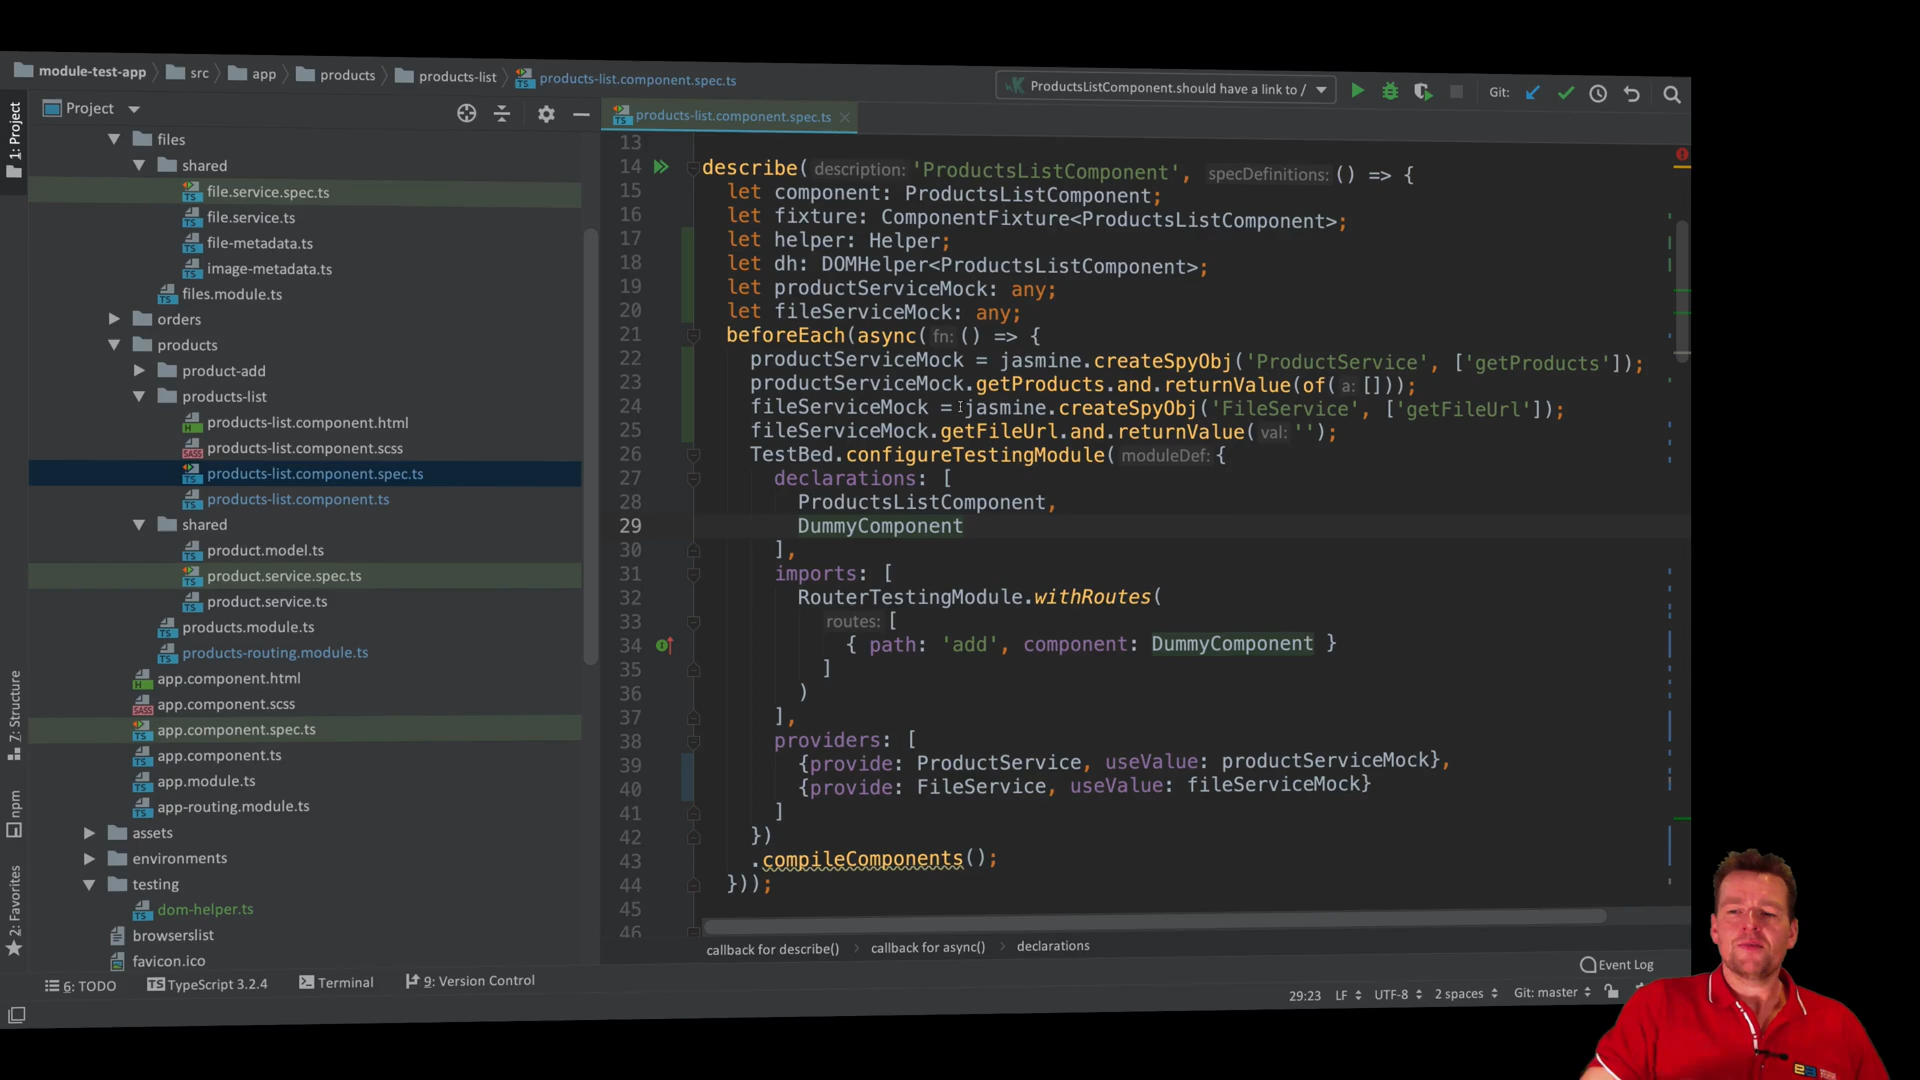 module-test-app
src
app
products
products-list
products-list.component.spec.ts
ProductsListComponent.should have a link to /
Git:
1: Project
7: Structure
npm
2: Favorites
Project
files
shared
file.service.spec.ts
file.service.ts
file-metadata.ts
image-metadata.ts
files.module.ts
orders
products
product-add
products-list
products-list.component.html
products-list.component.scss
products-list.component.spec.ts
products-list.component.ts
shared
product.model.ts
product.service.spec.ts
product.service.ts
products.module.ts
products-routing.module.ts
app.component.html
app.component.scss
app.component.spec.ts
app.component.ts
app.module.ts
app-routing.module.ts
assets
environments
testing
dom-helper.ts
browserslist
favicon.ico
products-list.component.spec.ts
13
14 describe( description: 'ProductsListComponent', specDefinitions: () => {
15 let component: ProductsListComponent;
16 let fixture: ComponentFixture<ProductsListComponent>;
17 let helper: Helper;
18 let dh: DOMHelper<ProductsListComponent>;
19 let productServiceMock: any;
20 let fileServiceMock: any;
21 beforeEach(async( fn: () => {
22 productServiceMock = jasmine.createSpyObj('ProductService', ['getProducts']);
23 productServiceMock.getProducts.and.returnValue(of( a: []));
24 fileServiceMock = jasmine.createSpyObj('FileService', ['getFileUrl']);
25 fileServiceMock.getFileUrl.and.returnValue( val: '');
26 TestBed.configureTestingModule( moduleDef: {
27 declarations: [
28 ProductsListComponent,
29 DummyComponent
30 ],
31 imports: [
32 RouterTestingModule.withRoutes(
33 routes: [
34 { path: 'add', component: DummyComponent }
35 ]
36 )
37 ],
38 providers: [
39 {provide: ProductService, useValue: productServiceMock},
40 {provide: FileService, useValue: fileServiceMock}
41 ]
42 })
43 .compileComponents();
44 }));
45
46
callback for describe()
callback for async()
declarations
6: TODO
TypeScript 3.2.4
Terminal
9: Version Control
Event Log
29:23
LF
UTF-8
2 spaces
Git: master